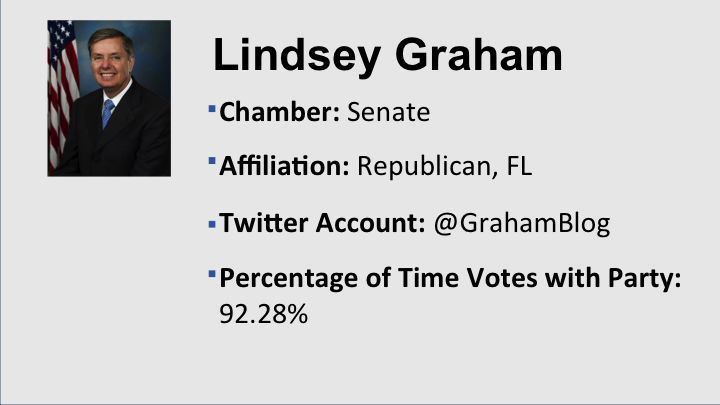 Lindsey Graham
▪Chamber: Senate
▪Affiliation: Republican, FL
▪Twitter Account: @GrahamBlog
▪Percentage of Time Votes with Party:
92.28%